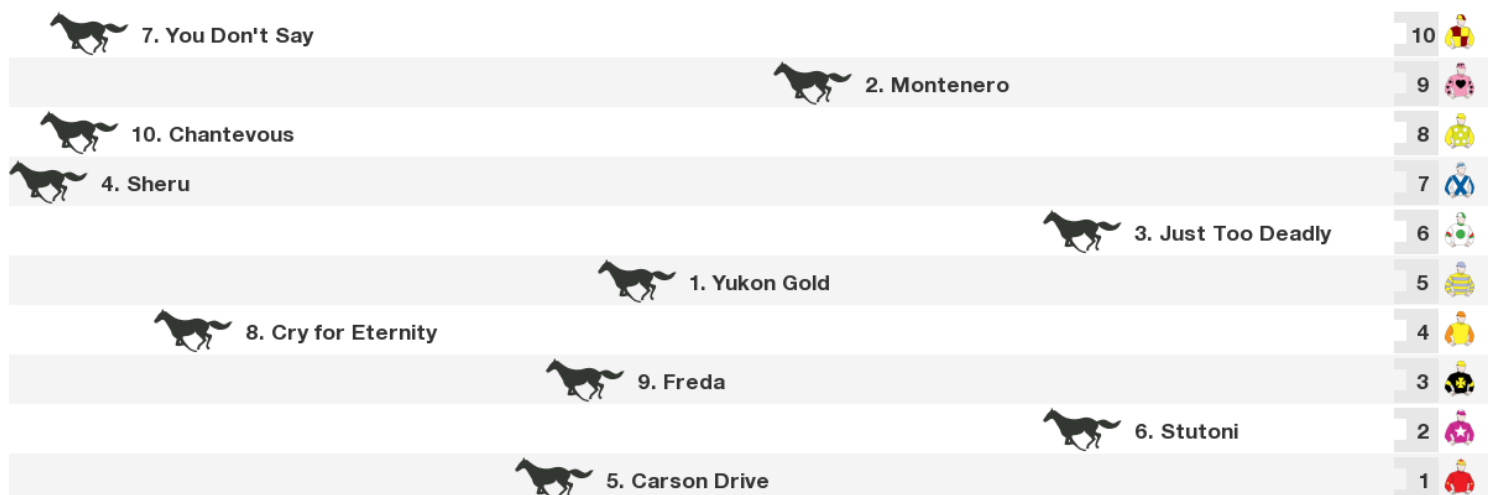 7. You Don't Say 10
2. Montenero 9
10. Chantevous 8
4. Sheru 7
3. Just Too Deadly 6
1. Yukon Gold 5
8. Cry for Eternity 4
9. Freda 3
6. Stutoni 2
5. Carson Drive 1